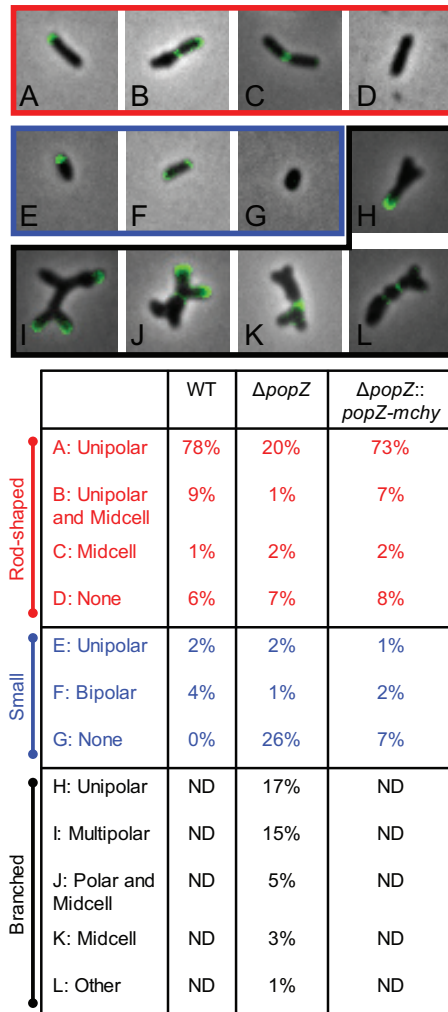 A B C D
E F G H
I J K L
WT ΔpopZ ΔpopZ::
popZ-mchy
Rod-shaped
A: Unipolar 78% 20% 73%
B: Unipolar 9% 1% 7%
and Midcell
C: Midcell 1% 2% 2%
D: None 6% 7% 8%
Small
E: Unipolar 2% 2% 1%
F: Bipolar 4% 1% 2%
G: None 0% 26% 7%
Branched
H: Unipolar ND 17% ND
I: Multipolar ND 15% ND
J: Polar and ND 5% ND
Midcell
K: Midcell ND 3% ND
L: Other ND 1% ND